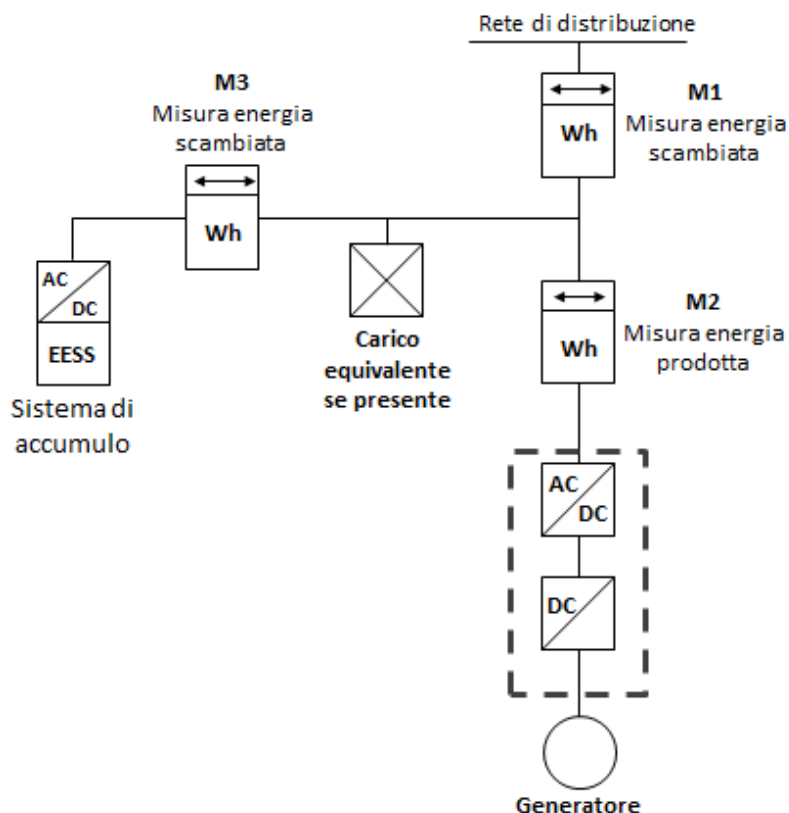 Rete di distribuzione
M1
Misura energia
scambiata
Wh
M3
Misura energia
scambiata
Wh
AC
DC
EESS
Sistema di
accumulo
Carico
equivalente
se presente
M2
Misura energia
prodotta
Wh
AC
DC
DC
Generatore